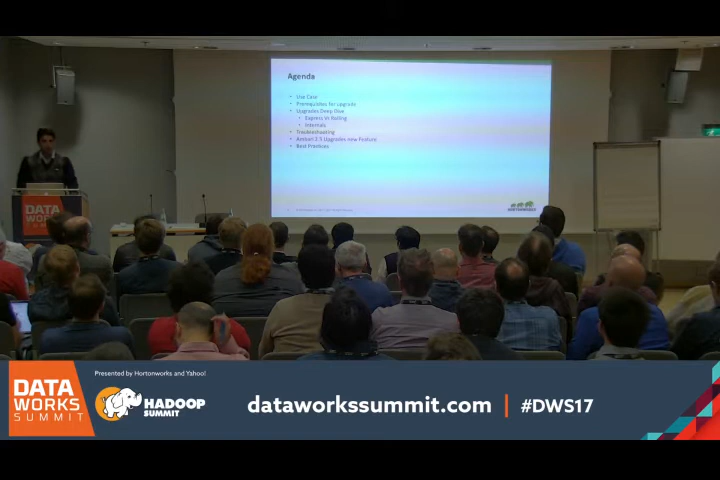 Agenda
• Use Case
• Prerequisites for upgrade
• Upgrades Deep Dive
• Express Vs Rolling
• Internals
• Troubleshooting
• Ambari 2.5 Upgrades new Feature
• Best Practices
HORTONWORKS
DATA
WORKS
SUMMIT
Presented by Hortonworks and Yahoo!
DATA
WORKS
SUMMIT
HADOOP
SUMMIT
dataworkssummit.com
#DWS17